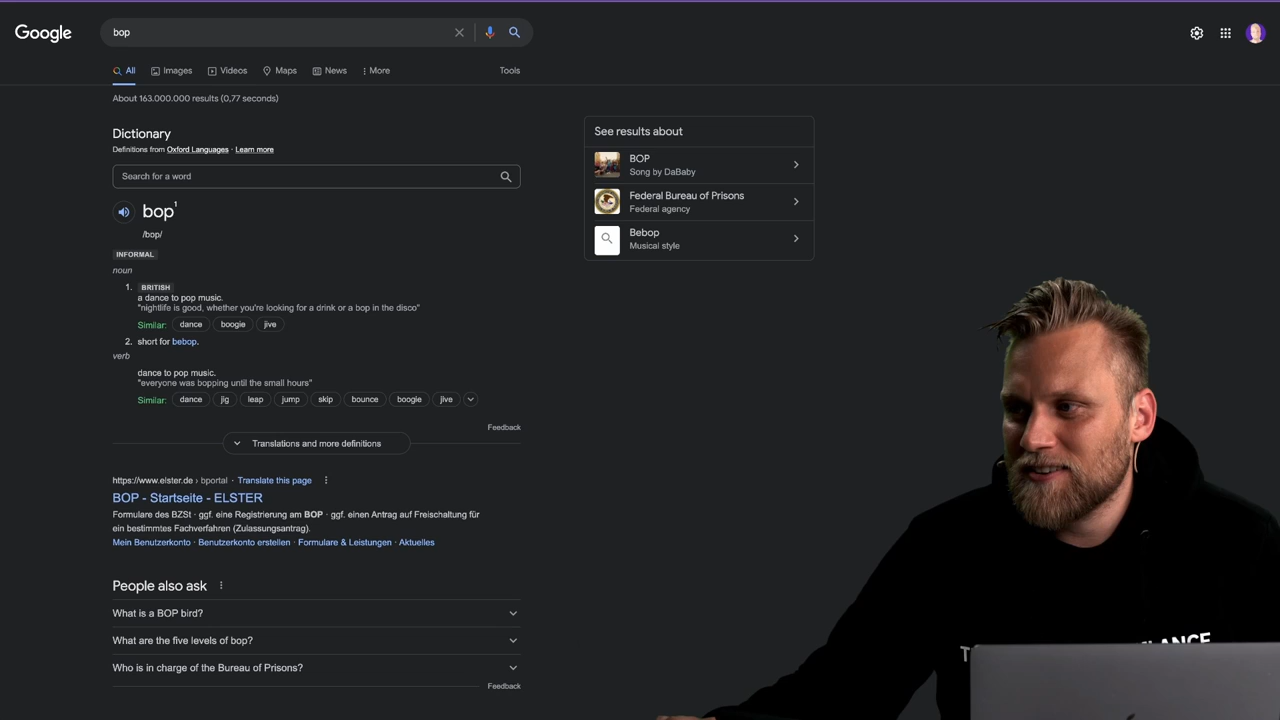 Google
bop
All
Images
Videos
Maps
News
More
Tools
About 163.000.000 results (0,77 seconds)
Dictionary
Definitions from Oxford Languages · Learn more
Search for a word
bop¹
/bɒp/
INFORMAL
noun
1. BRITISH
a dance to pop music.
"nightlife is good, whether you're looking for a drink or a bop in the disco"
Similar: dance boogie jive
2. short for bebop.
verb
dance to pop music.
"everyone was bopping until the small hours"
Similar: dance jig leap jump skip bounce boogie jive
Feedback
Translations and more definitions
https://www.elster.de › bportal · Translate this page
BOP - Startseite - ELSTER
Formulare des BZSt · ggf. eine Registrierung am BOP · ggf. einen Antrag auf Freischaltung für
ein bestimmtes Fachverfahren (Zulassungsantrag).
Mein Benutzerkonto · Benutzerkonto erstellen · Formulare & Leistungen · Aktuelles
People also ask
What is a BOP bird?
What are the five levels of bop?
Who is in charge of the Bureau of Prisons?
Feedback
See results about
BOP
Song by DaBaby
Federal Bureau of Prisons
Federal agency
Bebop
Musical style